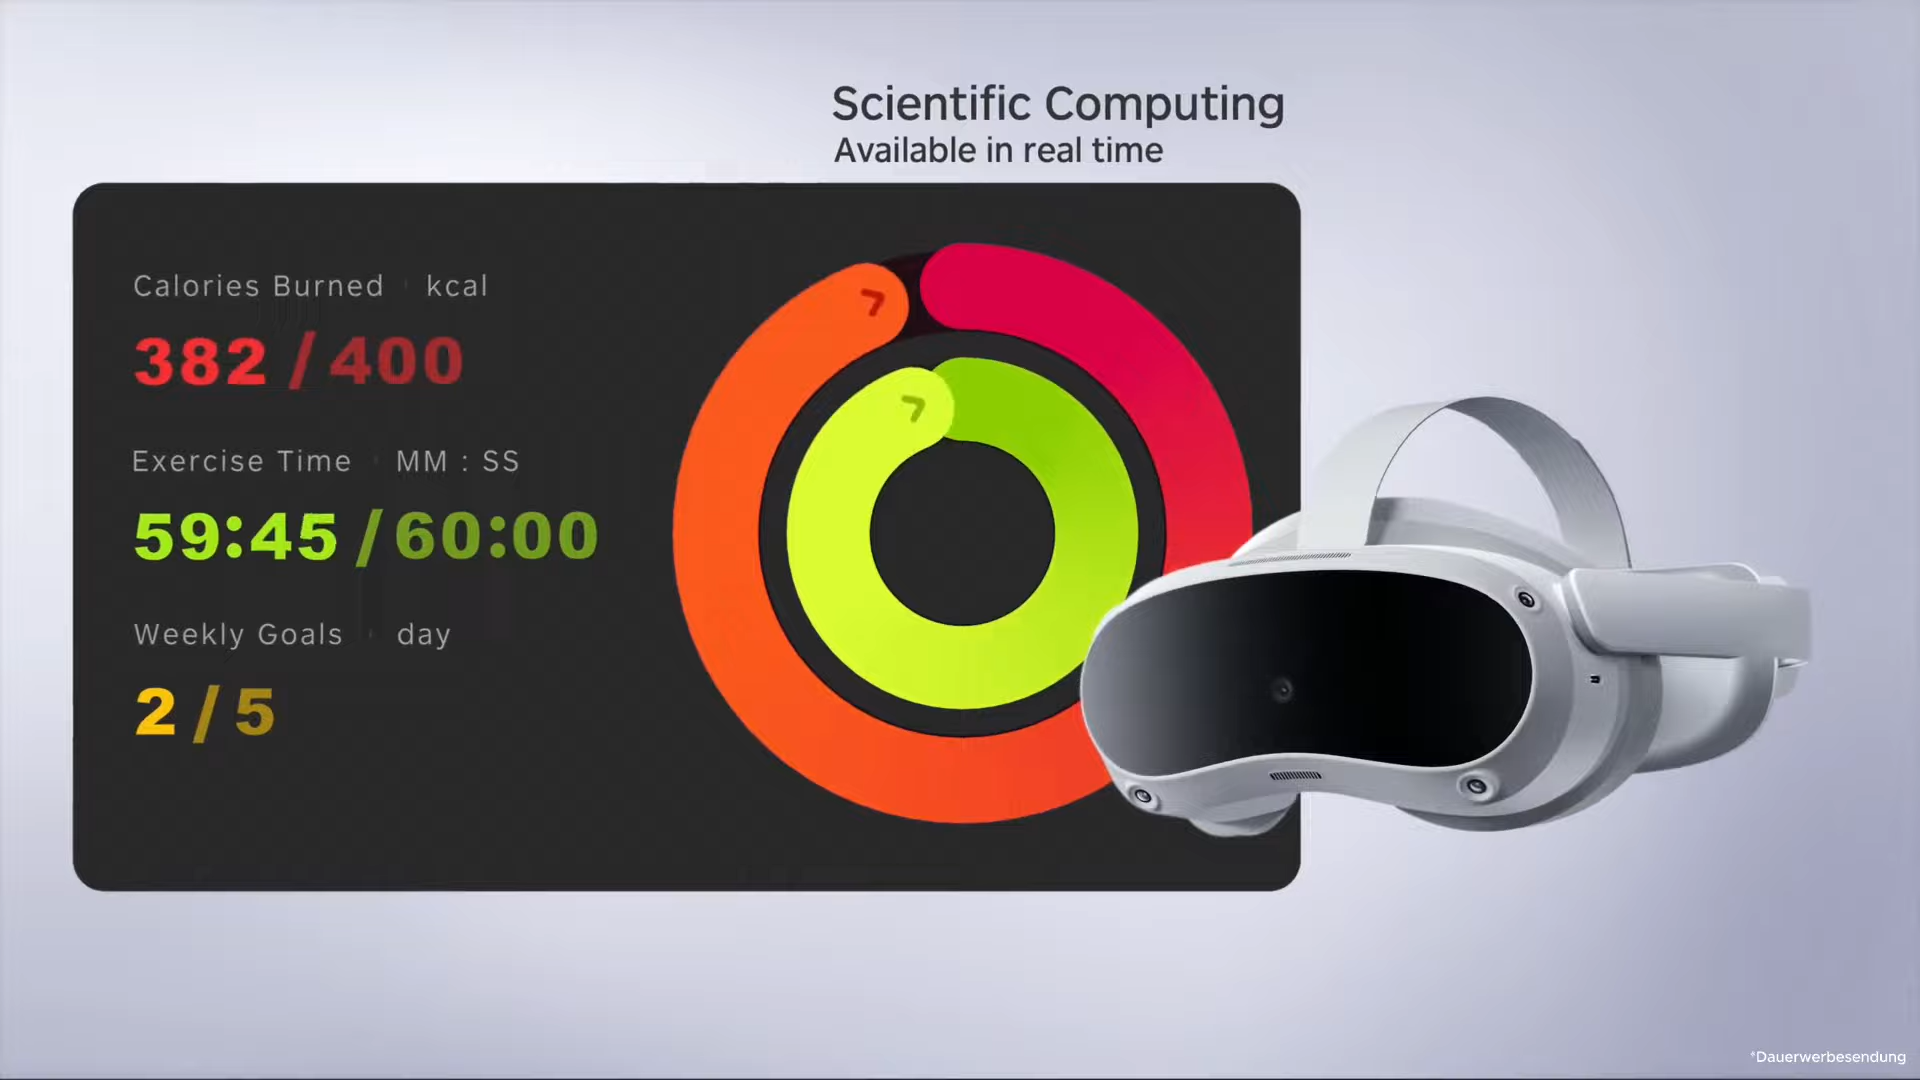 Scientific Computing
Available in real time
Calories Burned · kcal
382 / 400
Exercise Time · MM : SS
59:45 / 60:00
Weekly Goals · day
2 / 5
*Dauerwerbesendung